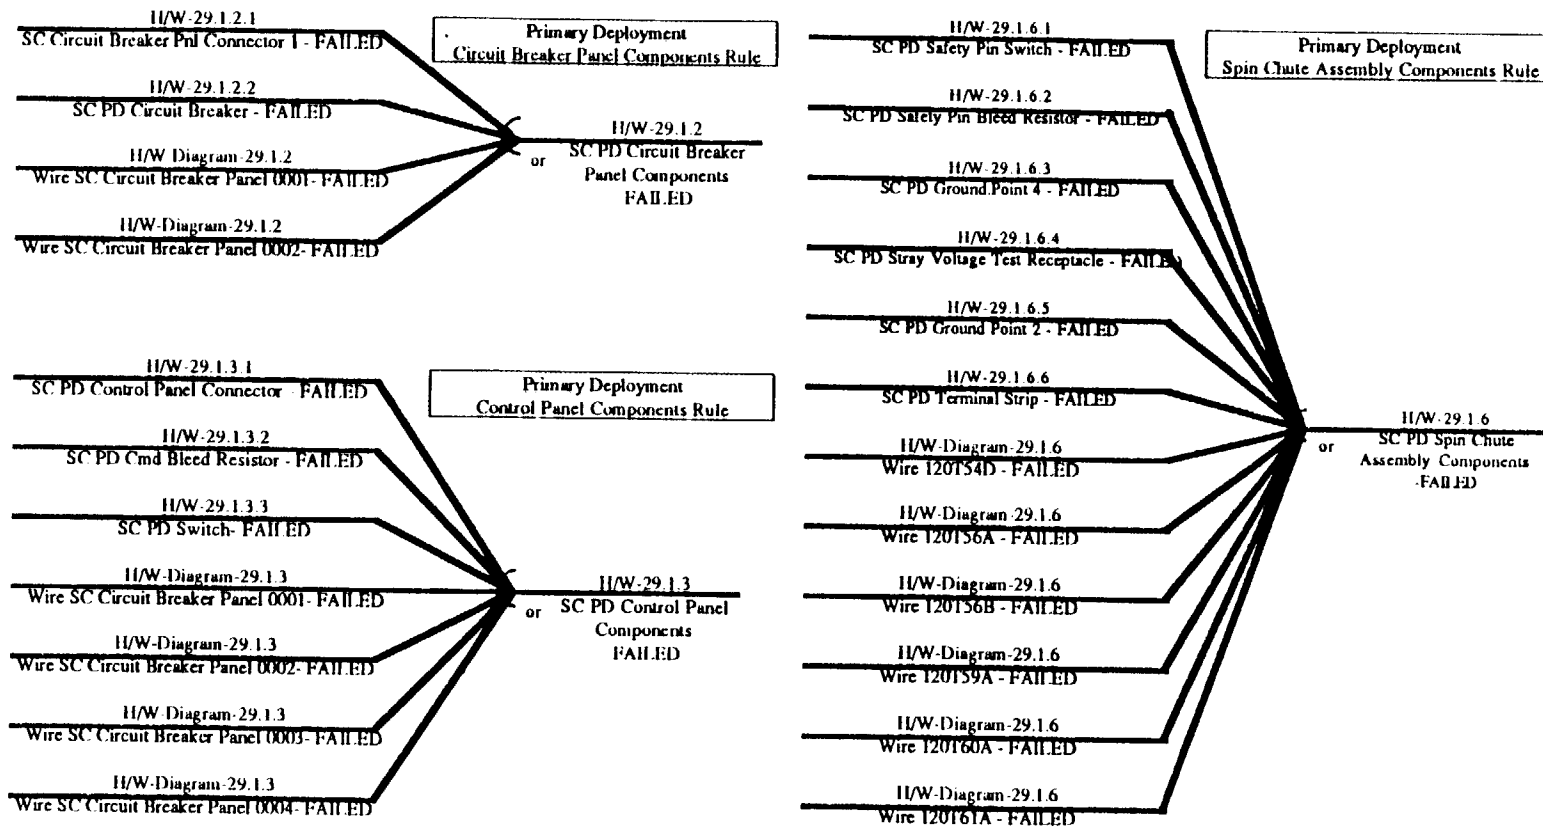 H/W-29.1.2.1
SC Circuit Breaker Pnl Connector 1 - FAILED
Primary Deployment
Circuit Breaker Panel Components Rule
H/W-29.1.2.2
SC PD Circuit Breaker - FAILED
H/W Diagram-29.1.2
Wire SC Circuit Breaker Panel 0001- FAILED
H/W-Diagram-29.1.2
Wire SC Circuit Breaker Panel 0002- FAILED
or
H/W-29.1.2
SC PD Circuit Breaker
Panel Components
FAILED
H/W-29.1.3.1
SC PD Control Panel Connector - FAILED
Primary Deployment
Control Panel Components Rule
H/W-29.1.3.2
SC PD Cmd Bleed Resistor - FAILED
H/W-29.1.3.3
SC PD Switch- FAILED
H/W-Diagram-29.1.3
Wire SC Circuit Breaker Panel 0001- FAILED
H/W-Diagram-29.1.3
Wire SC Circuit Breaker Panel 0002- FAILED
H/W-Diagram-29.1.3
Wire SC Circuit Breaker Panel 0003- FAILED
H/W-Diagram-29.1.3
Wire SC Circuit Breaker Panel 0004- FAILED
or
H/W-29.1.3
SC PD Control Panel
Components
FAILED
H/W-29.1.6.1
SC PD Safety Pin Switch - FAILED
Primary Deployment
Spin Chute Assembly Components Rule
H/W-29.1.6.2
SC PD Safety Pin Bleed Resistor - FAILED
H/W-29.1.6.3
SC PD Ground Point 4 - FAILED
H/W-29.1.6.4
SC PD Stray Voltage Test Receptacle - FAILED
H/W-29.1.6.5
SC PD Ground Point 2 - FAILED
H/W-29.1.6.6
SC PD Terminal Strip - FAILED
H/W-Diagram-29.1.6
Wire 120154D - FAILED
H/W-Diagram-29.1.6
Wire 120156A - FAILED
H/W-Diagram-29.1.6
Wire 120156B - FAILED
H/W-Diagram-29.1.6
Wire 120159A - FAILED
H/W-Diagram-29.1.6
Wire 120160A - FAILED
H/W-Diagram-29.1.6
Wire 120161A - FAILED
or
H/W-29.1.6
SC PD Spin Chute
Assembly Components
-FAILED